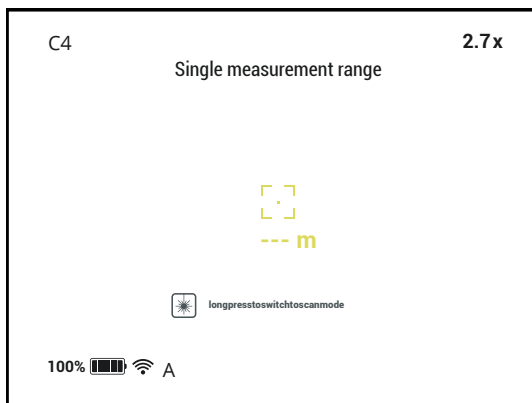 C4 2.7x
Single measurement range
--- m
longpresstoswitchtoscanmode
100% A